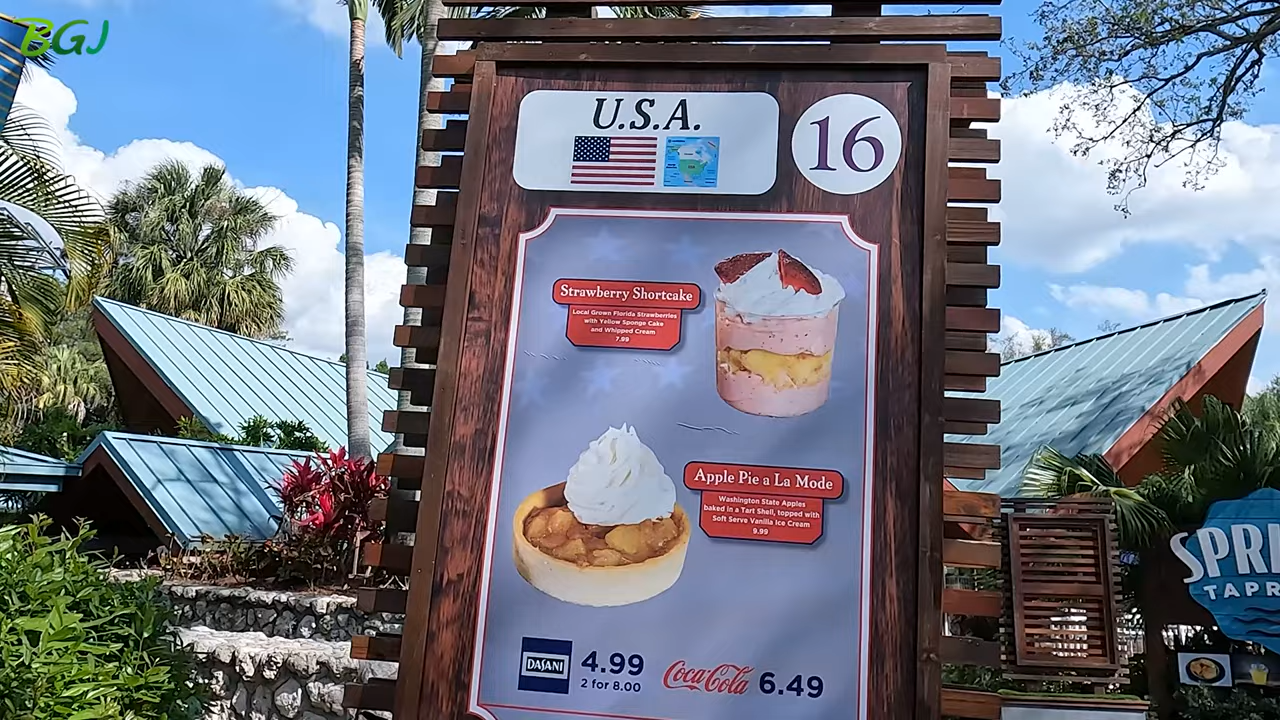 BGJ
U.S.A.
16
Strawberry Shortcake
Local Grown Florida Strawberries
with Yellow Sponge Cake
and Whipped Cream
7.99
Apple Pie a La Mode
Washington State Apples
baked in a Tart Shell, topped with
Soft Serve Vanilla Ice Cream
9.99
DASANI
4.99
2 for 8.00
Coca-Cola
6.49
SPRI
TAPR